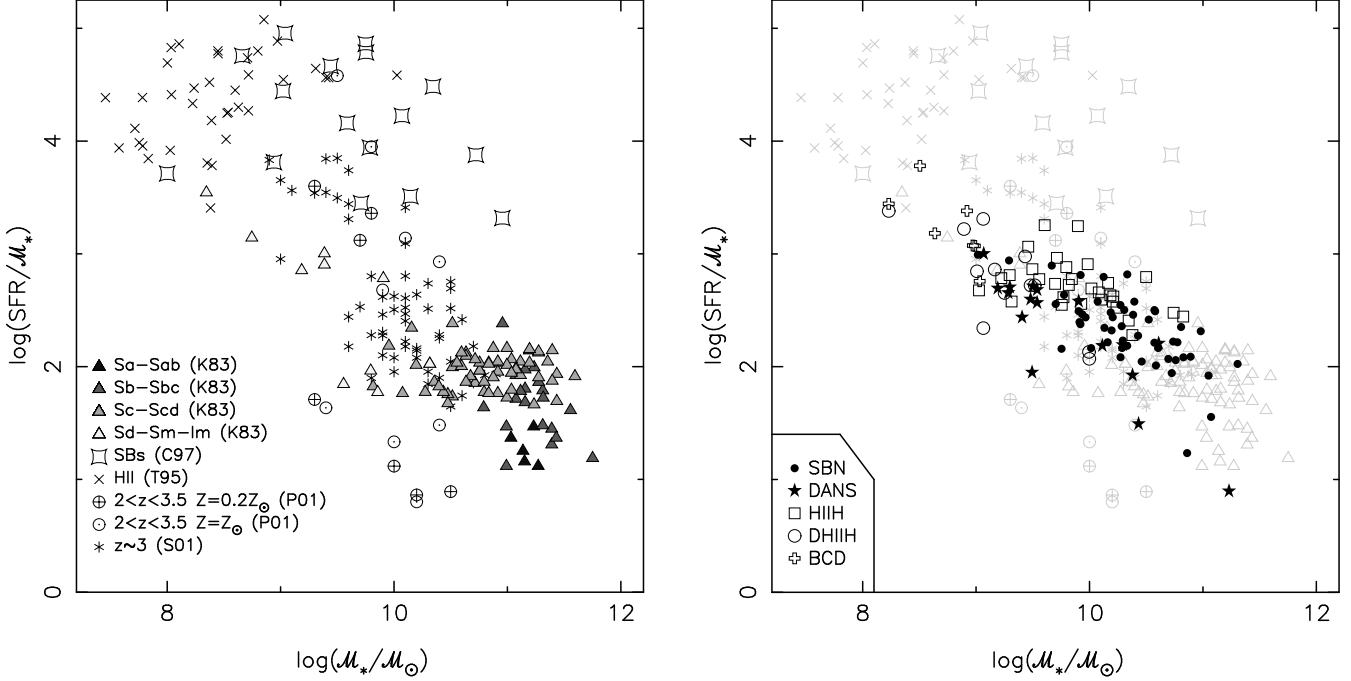 log(SFR/ℳ*)
4
2
0
Sa−Sab (K83)
Sb−Sbc (K83)
Sc−Scd (K83)
Sd−Sm−Im (K83)
SBs (C97)
HII (T95)
2<z<3.5 Z=0.2Z⊙ (P01)
2<z<3.5 Z=Z⊙ (P01)
z~3 (S01)
8 10 12
log(ℳ*/ℳ⊙)
log(SFR/ℳ*)
4
2
0
SBN
DANS
HIIH
DHIIH
BCD
8 10 12
log(ℳ*/ℳ⊙)